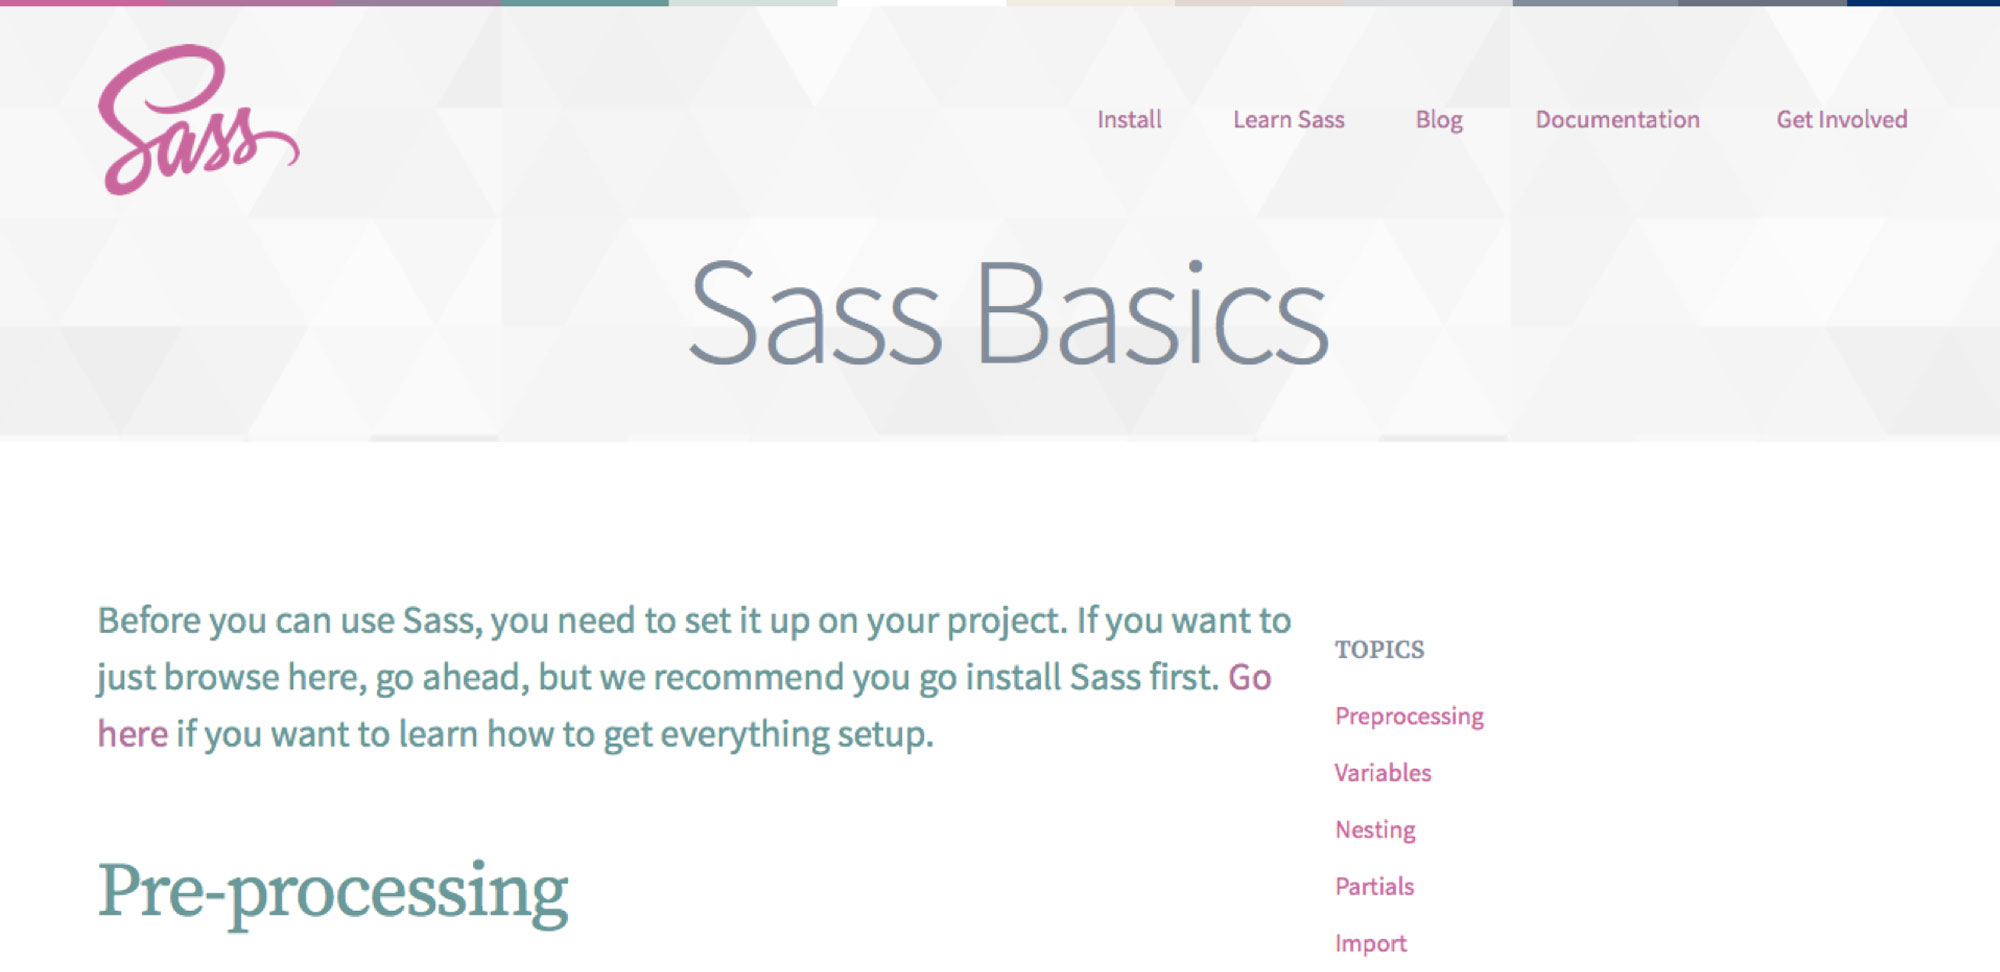 Sass
Install Learn Sass Blog Documentation Get Involved
Sass Basics
Before you can use Sass, you need to set it up on your project. If you want to
just browse here, go ahead, but we recommend you go install Sass first. Go
here if you want to learn how to get everything setup.
Pre-processing
TOPICS
Preprocessing
Variables
Nesting
Partials
Import